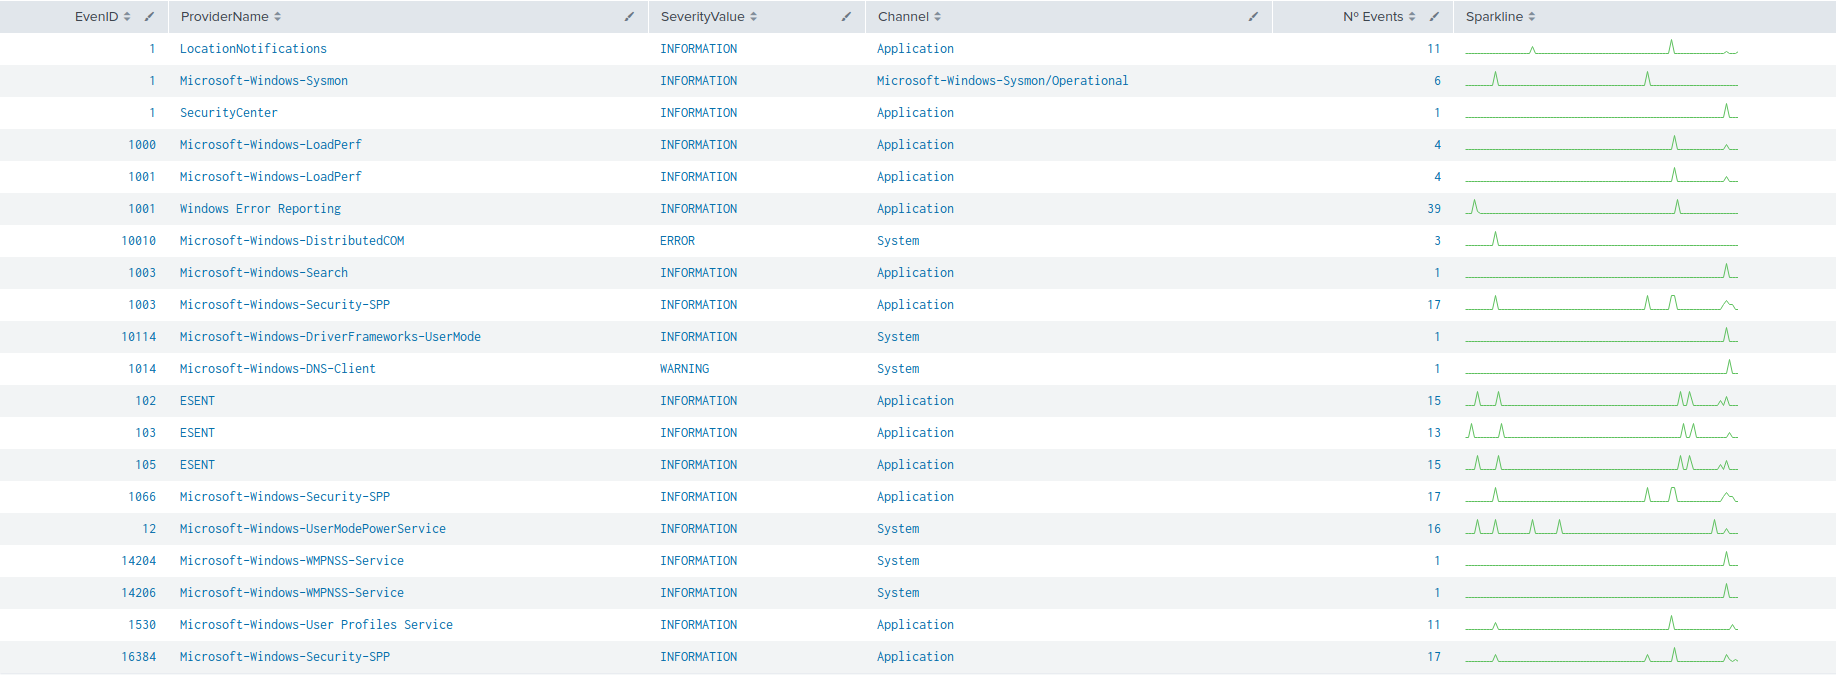 EvenID ProviderName SeverityValue Channel Nº Events Sparkline
1 LocationNotifications INFORMATION Application 11
1 Microsoft-Windows-Sysmon INFORMATION Microsoft-Windows-Sysmon/Operational 6
1 SecurityCenter INFORMATION Application 1
1000 Microsoft-Windows-LoadPerf INFORMATION Application 4
1001 Microsoft-Windows-LoadPerf INFORMATION Application 4
1001 Windows Error Reporting INFORMATION Application 39
10010 Microsoft-Windows-DistributedCOM ERROR System 3
1003 Microsoft-Windows-Search INFORMATION Application 1
1003 Microsoft-Windows-Security-SPP INFORMATION Application 17
10114 Microsoft-Windows-DriverFrameworks-UserMode INFORMATION System 1
1014 Microsoft-Windows-DNS-Client WARNING System 1
102 ESENT INFORMATION Application 15
103 ESENT INFORMATION Application 13
105 ESENT INFORMATION Application 15
1066 Microsoft-Windows-Security-SPP INFORMATION Application 17
12 Microsoft-Windows-UserModePowerService INFORMATION System 16
14204 Microsoft-Windows-WMPNSS-Service INFORMATION System 1
14206 Microsoft-Windows-WMPNSS-Service INFORMATION System 1
1530 Microsoft-Windows-User Profiles Service INFORMATION Application 11
16384 Microsoft-Windows-Security-SPP INFORMATION Application 17